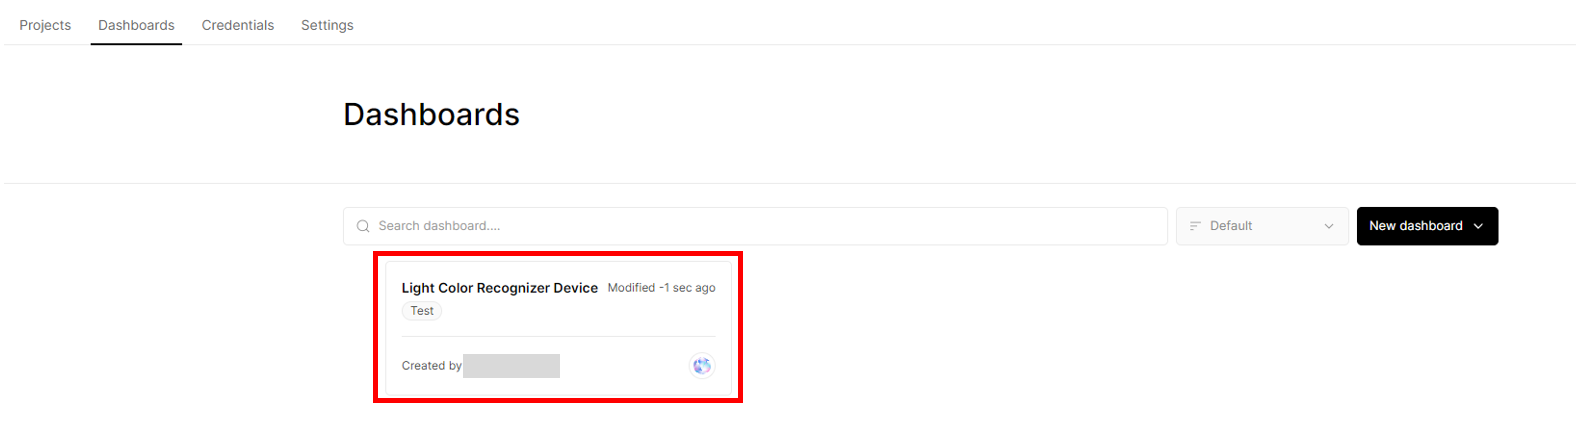 Projects Dashboards Credentials Settings
Dashboards
Search dashboard....
Default
New dashboard
Light Color Recognizer Device Modified -1 sec ago
Test
Created by